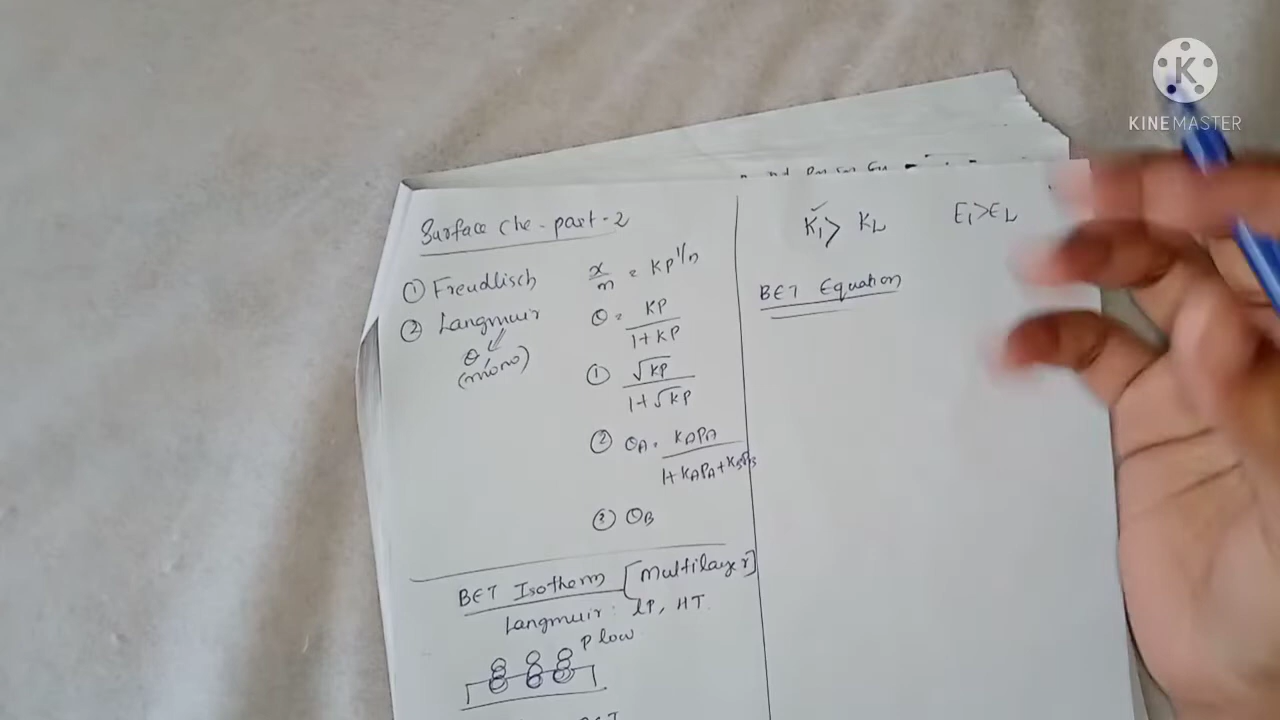 KINEMASTER
Surface Che - part - 2
① Freudlisch x/m = KP^1/n
② Langmuir θ = KP / 1+KP
θ, (mono)
① √KP / 1+√KP
② θA = KAPA / 1+KAPA+KBPB
③ θB
BET Isotherm [Multilayer]
Langmuir : LP, HT
P low
K1 > KL E1>EL
BET Equation